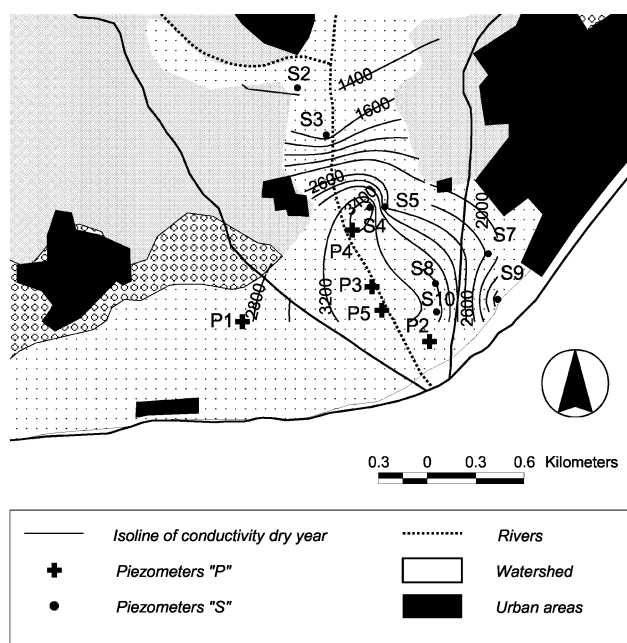 S2
1400
S3
1600
2600
3400
S5
S4
2000
S7
P4
S8
S9
P3
3200
S10
P5
2800
P1
P2
2600
0.3 0 0.3 0.6 Kilometers
Isoline of conductivity dry year
Rivers
Piezometers "P"
Watershed
Piezometers "S"
Urban areas